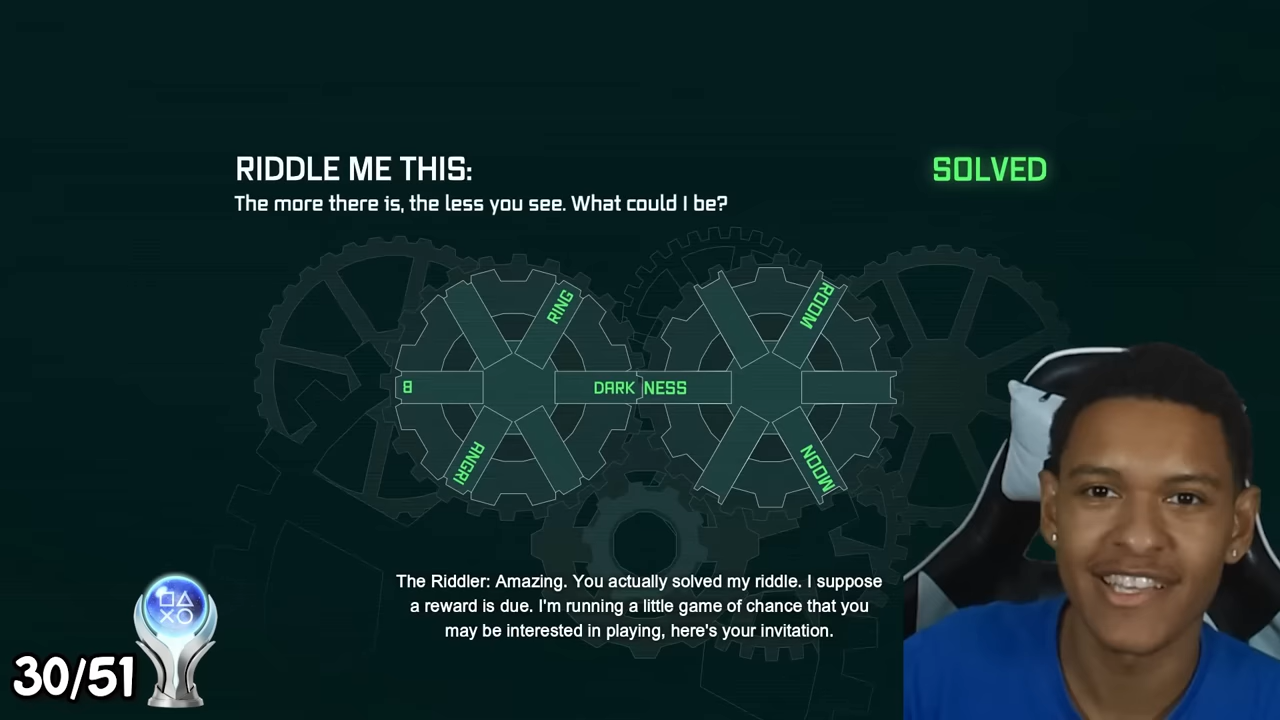 RIDDLE ME THIS:
SOLVED
The more there is, the less you see. What could I be?
RING
ROOM
B
DARK
NESS
ANGRI
MOON
The Riddler: Amazing. You actually solved my riddle. I suppose
a reward is due. I'm running a little game of chance that you
may be interested in playing, here's your invitation.
30/51